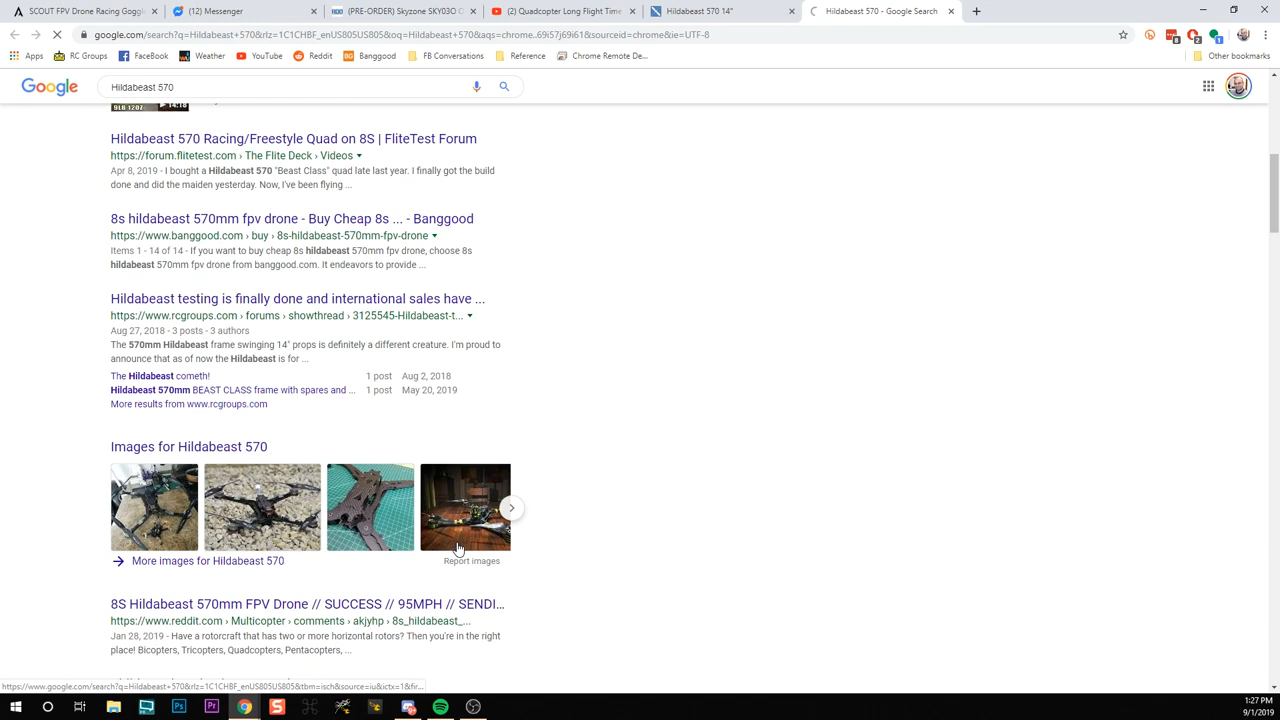 SCOUT FPV Drone Racing Goggl
(12) Messenger
(PRE-ORDER) Skyzone SKY03O
(2) Quadcopter Long Flight Time
Hildabeast 570 14"
Hildabeast 570 - Google Search
google.com/search?q=Hildabeast+570&rlz=1C1CHBF_enUS805US805&oq=Hildabeast+570&aqs=chrome..69i57j69i61&sourceid=chrome&ie=UTF-8
Apps
RC Groups
FaceBook
Weather
YouTube
Reddit
Banggood
FB Conversations
Reference
Chrome Remote De...
Other bookmarks
Google
Hildabeast 570
9LB 1207 14:18
Hildabeast 570 Racing/Freestyle Quad on 8S | FliteTest Forum
https://forum.flitetest.com › The Flite Deck › Videos
Apr 8, 2019 - I bought a Hildabeast 570 "Beast Class" quad late last year. I finally got the build
done and did the maiden yesterday. Now, I've been flying ...
8s hildabeast 570mm fpv drone - Buy Cheap 8s ... - Banggood
https://www.banggood.com › buy › 8s-hildabeast-570mm-fpv-drone
Items 1 - 14 of 14 - If you want to buy cheap 8s hildabeast 570mm fpv drone, choose 8s
hildabeast 570mm fpv drone from banggood.com. It endeavors to provide ...
Hildabeast testing is finally done and international sales have ...
https://www.rcgroups.com › forums › showthread › 3125545-Hildabeast-t...
Aug 27, 2018 - 3 posts - 3 authors
The 570mm Hildabeast frame swinging 14" props is definitely a different creature. I'm proud to
announce that as of now the Hildabeast is for ...
The Hildabeast cometh! 1 post Aug 2, 2018
Hildabeast 570mm BEAST CLASS frame with spares and ... 1 post May 20, 2019
More results from www.rcgroups.com
Images for Hildabeast 570
More images for Hildabeast 570
Report images
8S Hildabeast 570mm FPV Drone // SUCCESS // 95MPH // SENDI...
https://www.reddit.com › Multicopter › comments › akjyhp › 8s_hildabeast_...
Jan 28, 2019 - Have a rotorcraft that has two or more horizontal rotors? Then you're in the right
place! Bicopters, Tricopters, Quadcopters, Pentacopters, ...
https://www.google.com/search?q=Hildabeast+570&rlz=1C1CHBF_enUS805US805&tbm=isch&source=iu&ictx=1&fir...
1:27 PM
9/1/2019